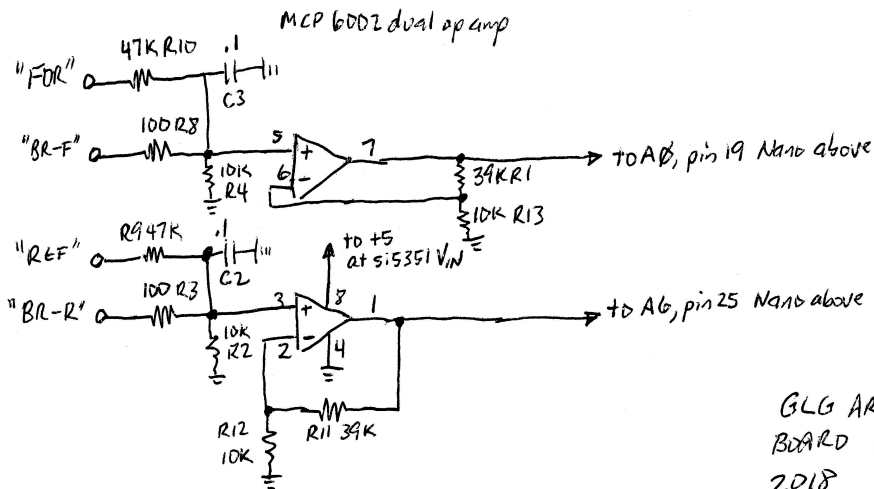 MCP 6002 dual op amp
47K R10
.1
"FOR"
C3
100 R8
"BR-F"
5
+
7
to AØ, pin 19 Nano above
6
-
10K
R4
39K R1
10K R13
"REF"
R9 47K
.1
C2
to +5
at si5351 VIN
"BR-R"
100 R3
3
+
8
1
to A6, pin 25 Nano above
10K
R2
2
-
4
R12
10K
R11 39K
GLG AR
BOARD
2018